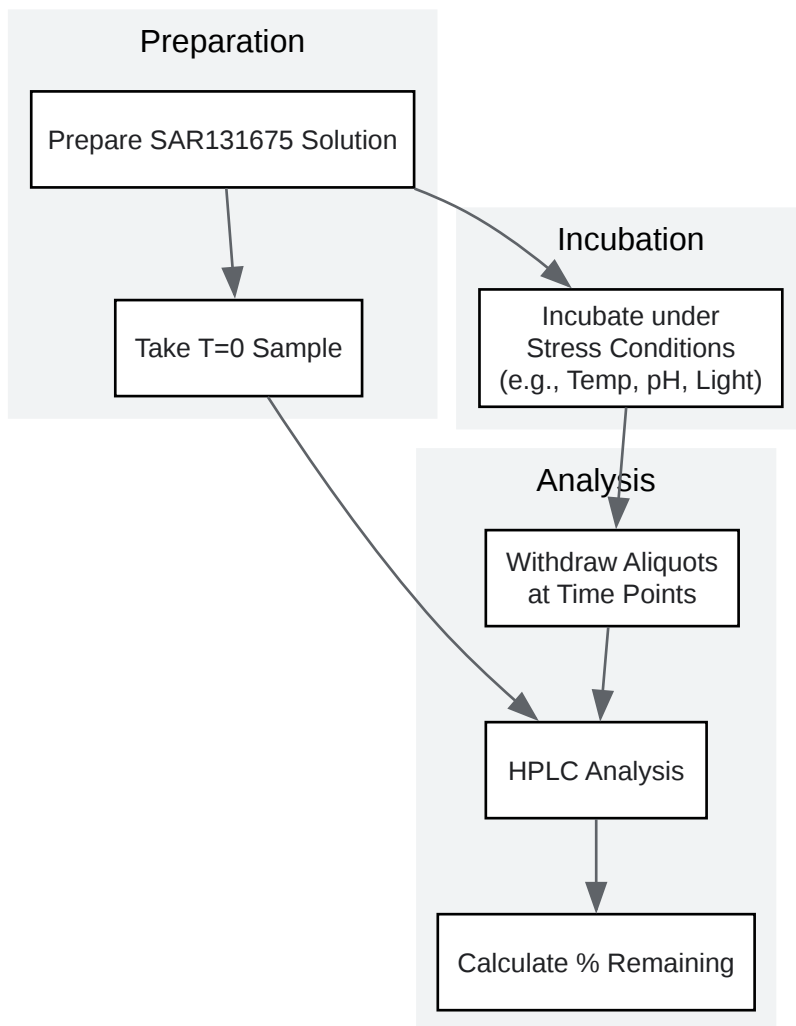 Preparation
Prepare SAR131675 Solution
Take T=0 Sample
Incubation
Incubate under
Stress Conditions
(e.g., Temp, pH, Light)
Analysis
Withdraw Aliquots
at Time Points
HPLC Analysis
Calculate % Remaining